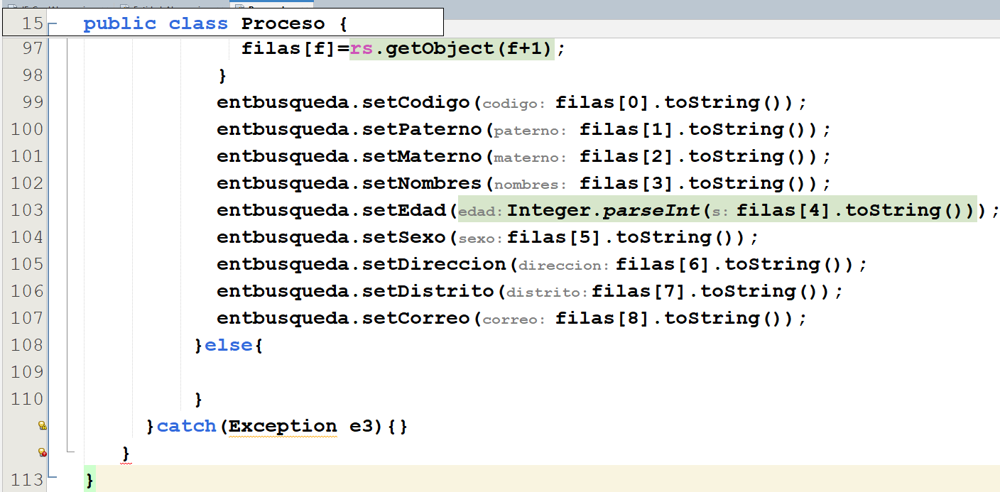 15 public class Proceso {
97 filas[f]=rs.getObject(f+1);
98 }
99 entbusqueda.setCodigo(codigo: filas[0].toString());
100 entbusqueda.setPaterno(paterno: filas[1].toString());
101 entbusqueda.setMaterno(materno: filas[2].toString());
102 entbusqueda.setNombres(nombres: filas[3].toString());
103 entbusqueda.setEdad(edad:Integer.parseInt(s: filas[4].toString()));
104 entbusqueda.setSexo(sexo:filas[5].toString());
105 entbusqueda.setDireccion(direccion: filas[6].toString());
106 entbusqueda.setDistrito(distrito:filas[7].toString());
107 entbusqueda.setCorreo(correo: filas[8].toString());
108 }else{
109
110 }
}catch(Exception e3){}
}
113 }